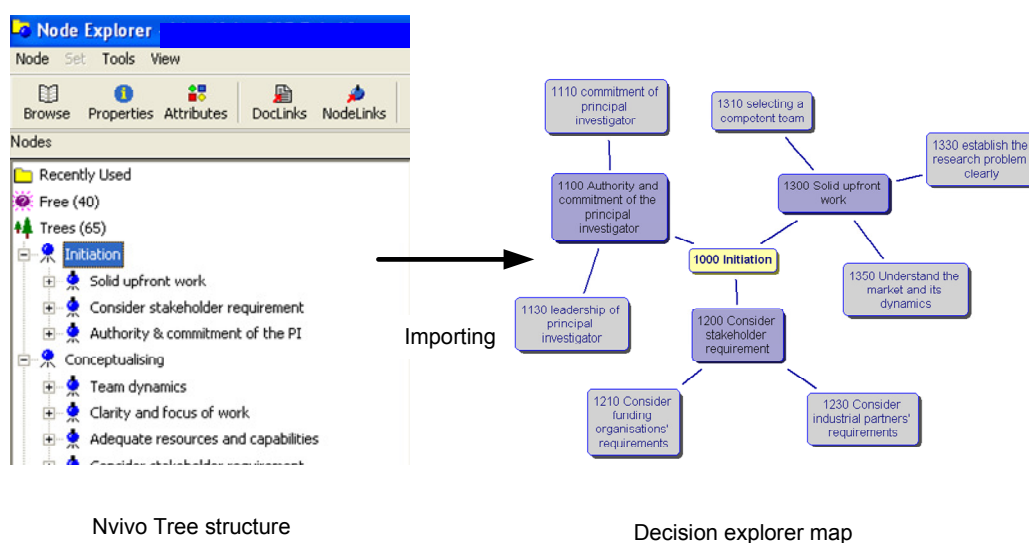 Node Explorer -
Node Set Tools View
Browse Properties Attributes DocLinks NodeLinks
Nodes
Recently Used
Free (40)
Trees (65)
Initiation
Solid upfront work
Consider stakeholder requirement
Authority & commitment of the PI
Conceptualising
Team dynamics
Clarity and focus of work
Adequate resources and capabilities
Consider stakeholder requirement
Importing
1110 commitment of
principal
investigator
1310 selecting a
competent team
1330 establish the
research problem
clearly
1100 Authority and
commitment of the
principal
investigator
1300 Solid upfront
work
1000 Initiation
1350 Understand the
market and its
dynamics
1130 leadership of
principal
investigator
1200 Consider
stakeholder
requirement
1210 Consider
funding
organisations'
requirements
1230 Consider
industrial partners'
requirements
Nvivo Tree structure
Decision explorer map